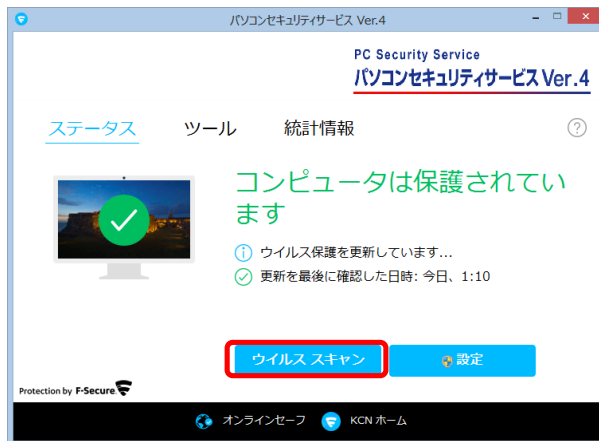 パソコンセキュリティサービス Ver.4
PC Security Service
パソコンセキュリティサービス Ver.4
ステータス ツール 統計情報 ?
コンピュータは保護されてい
ます
ウイルス保護を更新しています...
更新を最後に確認した日時: 今日、1:10
ウイルス スキャン 設定
Protection by F-Secure
オンラインセーフ KCN ホーム